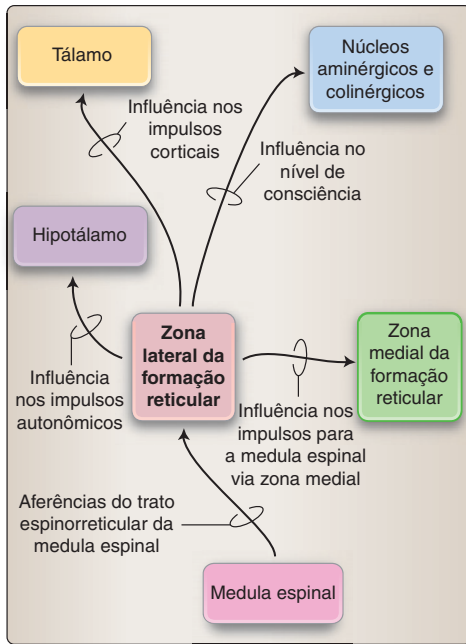 Tálamo
Núcleos
aminérgicos e
colinérgicos
Influência nos
impulsos
corticais
Influência no
nível de
consciência
Hipotálamo
Zona
lateral da
formação
reticular
Zona
medial da
formação
reticular
Influência
nos impulsos
autonômicos
Influência nos
impulsos para
a medula espinal
via zona medial
Aferências do trato
espinorreticular da
medula espinal
Medula espinal